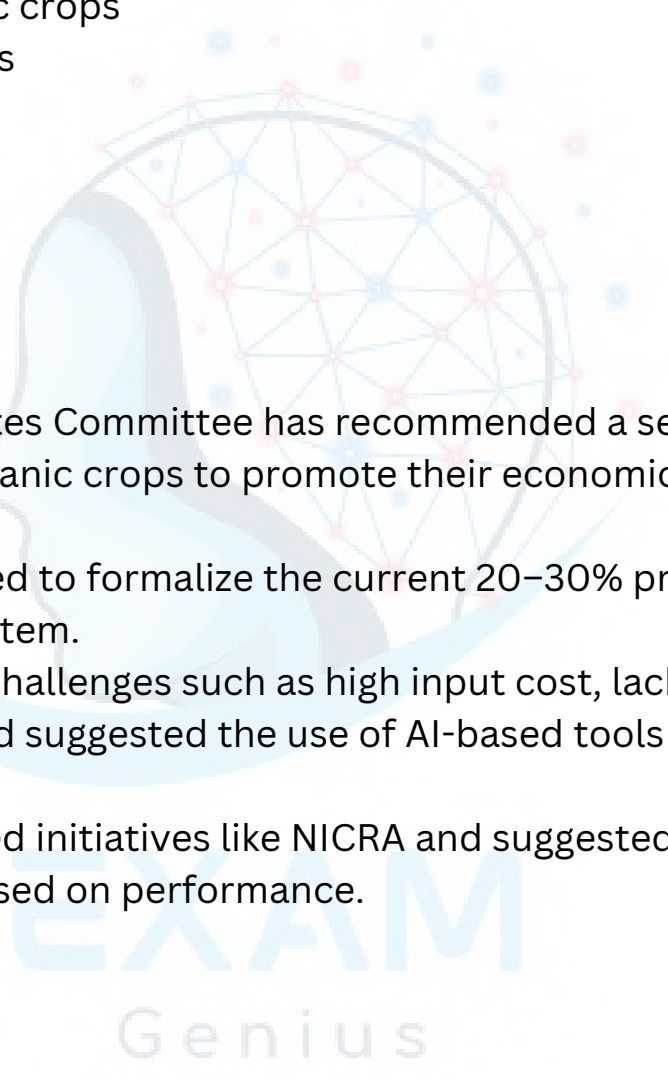 c crops
s
tes Committee has recommended a se
anic crops to promote their economic
ed to formalize the current 20–30% pr
tem.
hallenges such as high input cost, lack
d suggested the use of AI-based tools
ed initiatives like NICRA and suggested
sed on performance.
EXAM
Genius